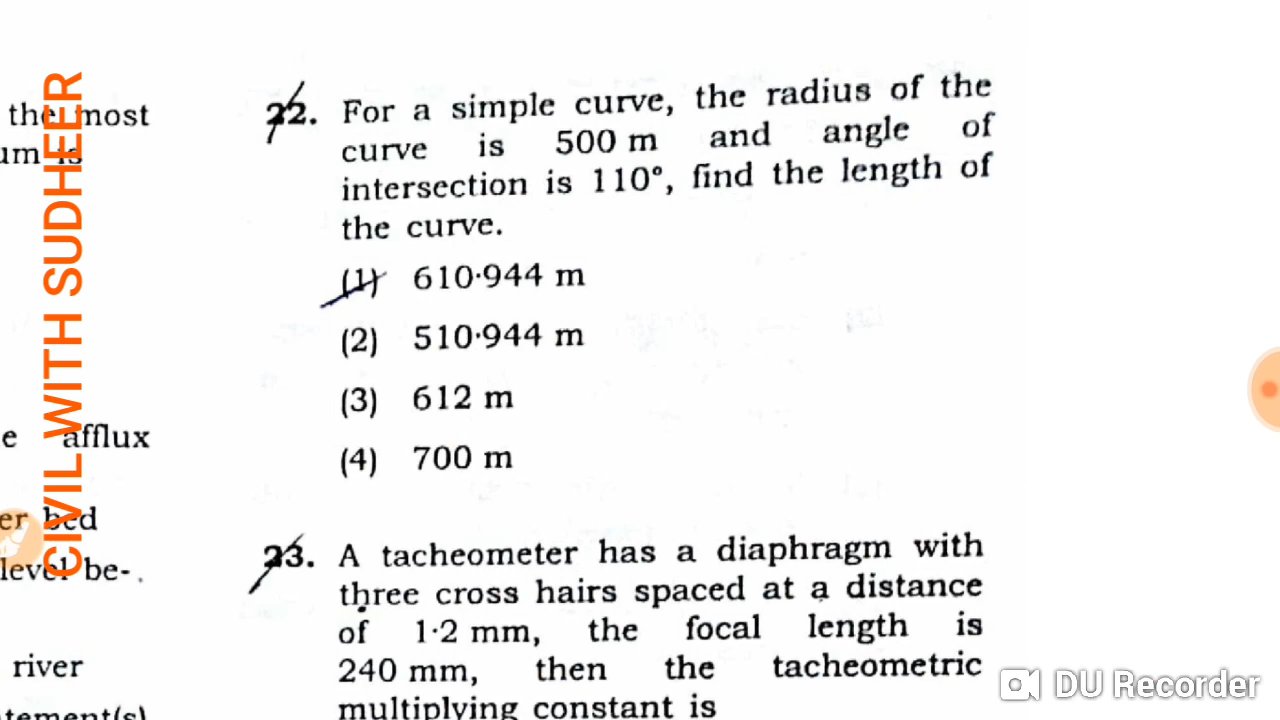 CIVIL WITH SUDHEER
the most
um is
e afflux
er bed
level be-.
river
22. For a simple curve, the radius of the
curve is 500 m and angle of
intersection is 110°, find the length of
the curve.
(1) 610·944 m
(2) 510·944 m
(3) 612 m
(4) 700 m
23. A tacheometer has a diaphragm with
three cross hairs spaced at a distance
of 1·2 mm, the focal length is
240 mm, then the tacheometric
multiplying constant is
DU Recorder